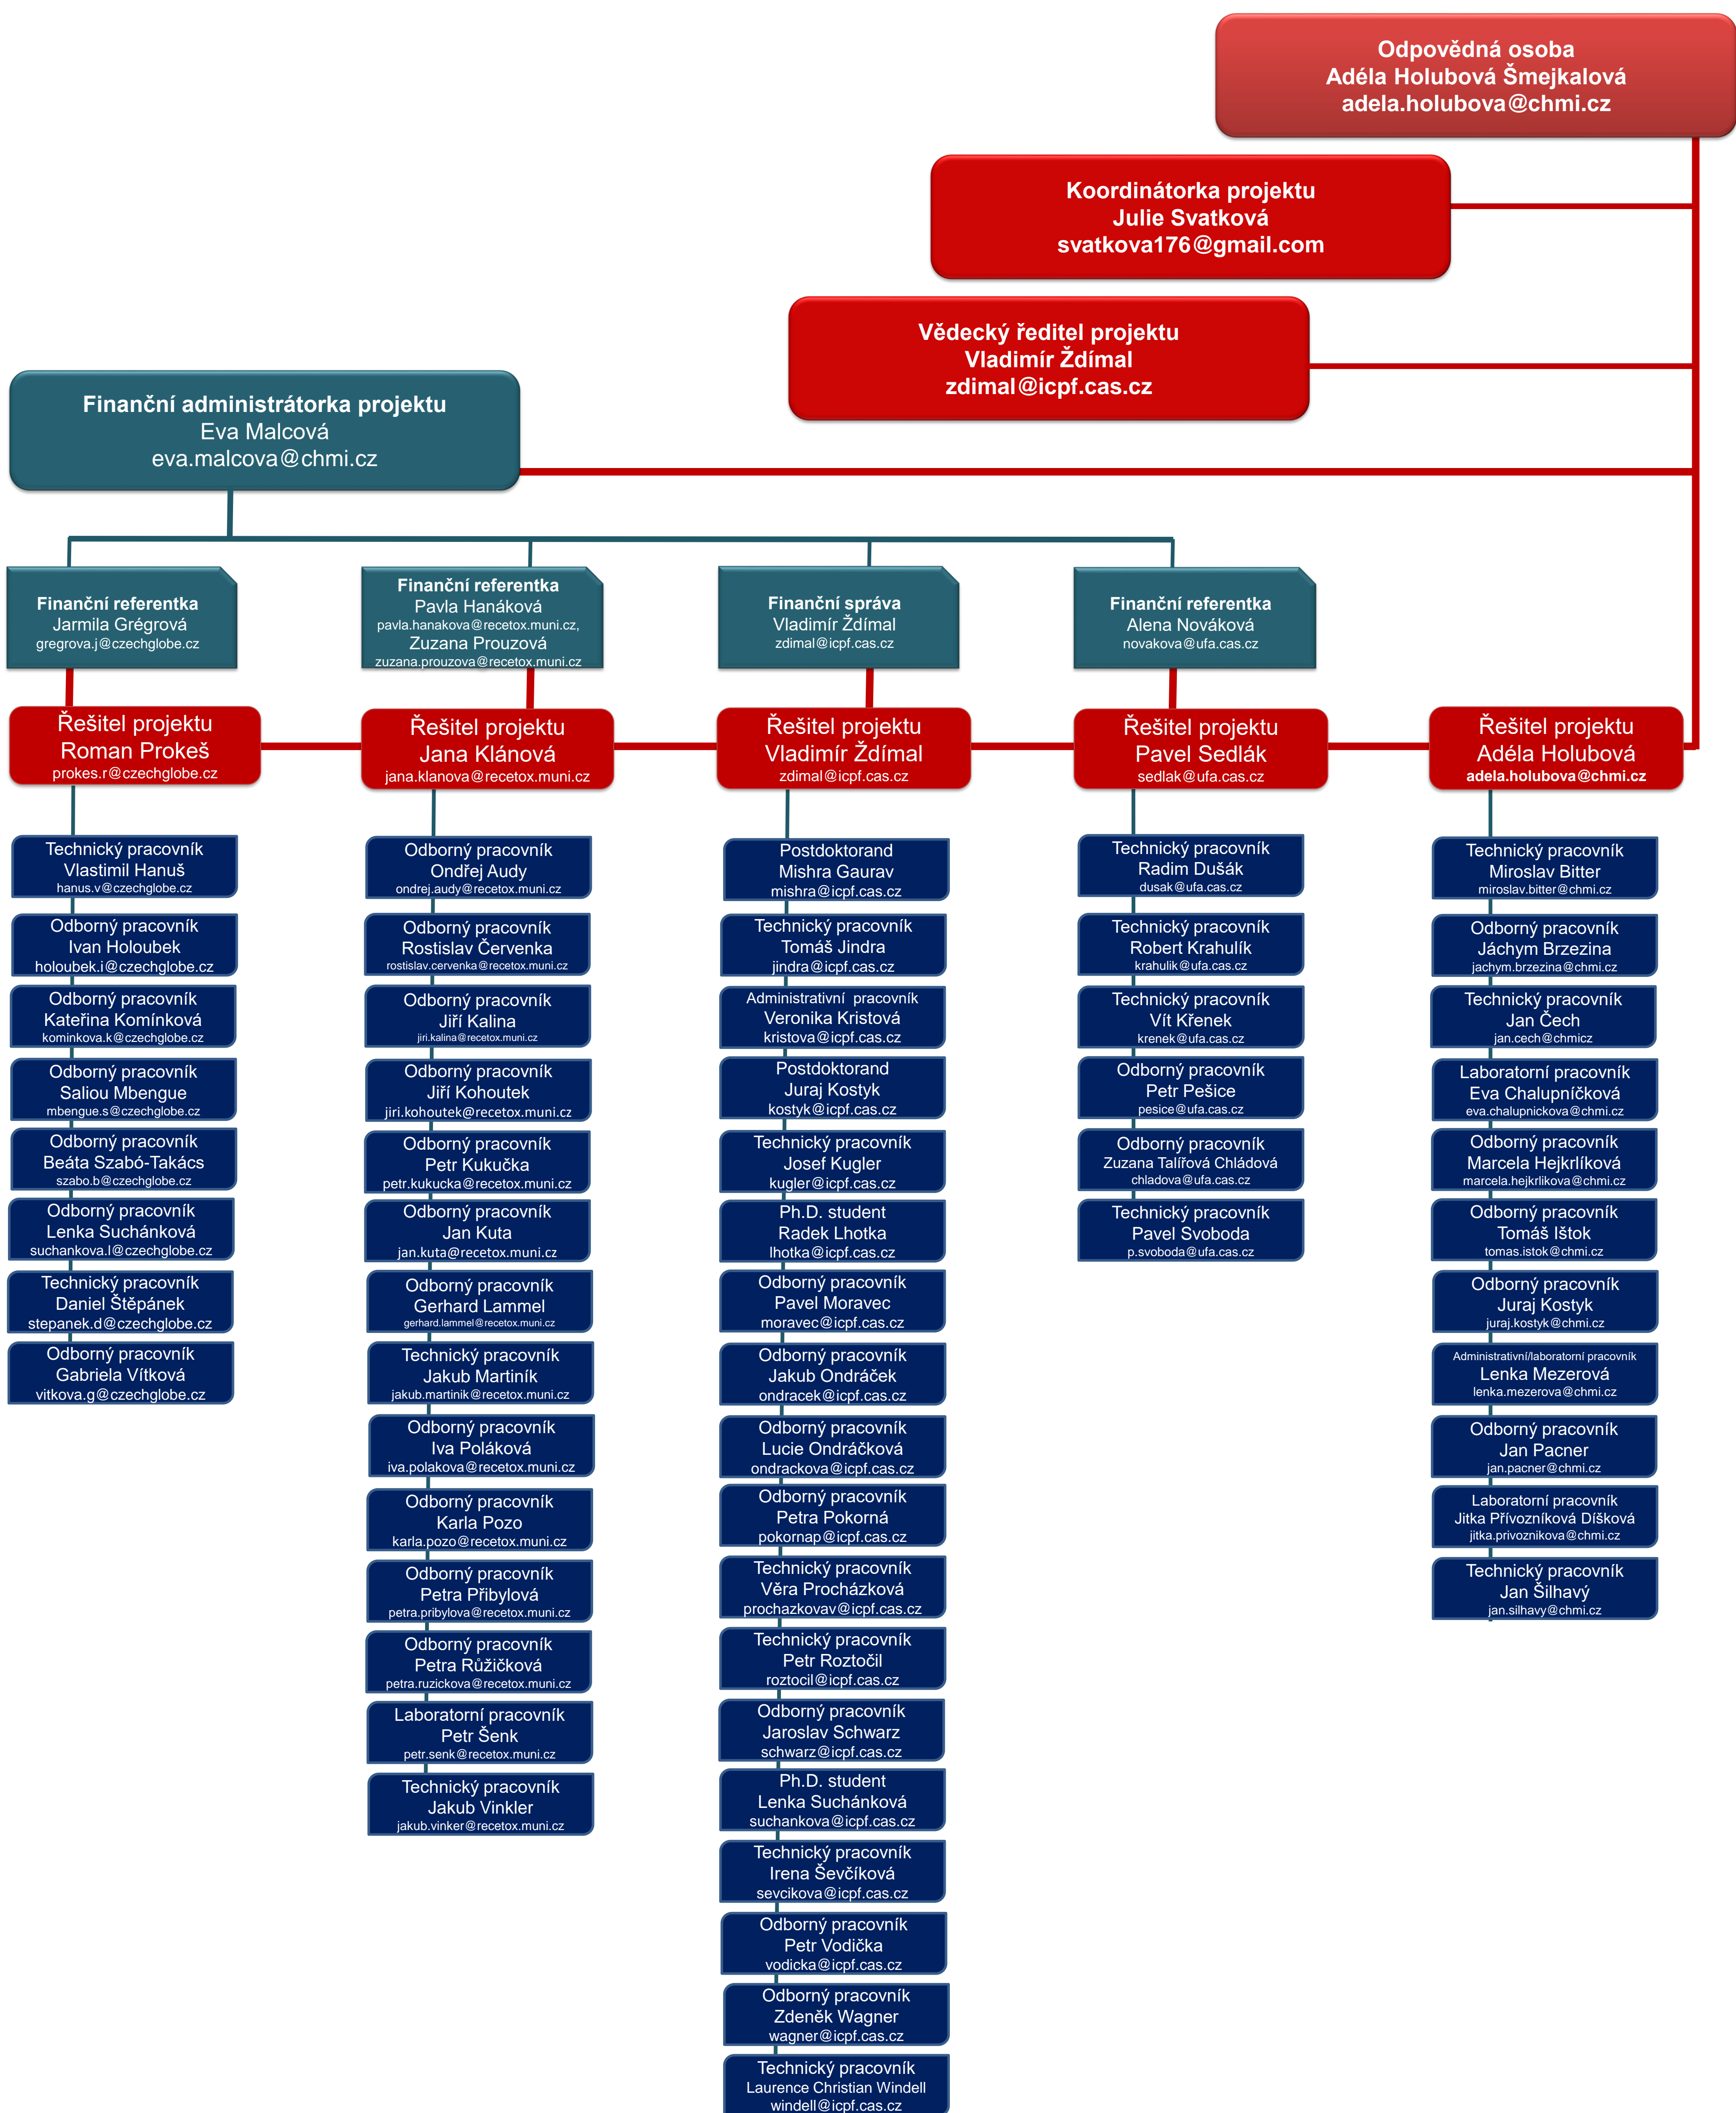 Odpovědná osoba
Adéla Holubová Šmejkalová
adela.holubova@chmi.cz
Koordinátorka projektu
Julie Svatková
svatkova176@gmail.com
Vědecký ředitel projektu
Vladimír Ždímal
zdimal@icpf.cas.cz
Finanční administrátorka projektu
Eva Malcová
eva.malcova@chmi.cz
Finanční referentka
Jarmila Grégrová
gregrova.j@czechglobe.cz
Finanční referentka
Pavla Hanáková
pavla.hanakova@recetox.muni.cz,
Zuzana Prouzová
zuzana.prouzova@recetox.muni.cz
Finanční správa
Vladimír Ždímal
zdimal@icpf.cas.cz
Finanční referentka
Alena Nováková
novakova@ufa.cas.cz
Řešitel projektu
Roman Prokeš
prokes.r@czechglobe.cz
Řešitel projektu
Jana Klánová
jana.klanova@recetox.muni.cz
Řešitel projektu
Vladimír Ždímal
zdimal@icpf.cas.cz
Řešitel projektu
Pavel Sedlák
sedlak@ufa.cas.cz
Řešitel projektu
Adéla Holubová
adela.holubova@chmi.cz
Technický pracovník
Vlastimil Hanuš
hanus.v@czechglobe.cz
Odborný pracovník
Ivan Holoubek
holoubek.i@czechglobe.cz
Odborný pracovník
Kateřina Komínková
kominkova.k@czechglobe.cz
Odborný pracovník
Saliou Mbengue
mbengue.s@czechglobe.cz
Odborný pracovník
Beáta Szabó-Takács
szabo.b@czechglobe.cz
Odborný pracovník
Lenka Suchánková
suchankova.l@czechglobe.cz
Technický pracovník
Daniel Štěpánek
stepanek.d@czechglobe.cz
Odborný pracovník
Gabriela Vítková
vitkova.g@czechglobe.cz
Odborný pracovník
Ondřej Audy
ondrej.audy@recetox.muni.cz
Odborný pracovník
Rostislav Červenka
rostislav.cervenka@recetox.muni.cz
Odborný pracovník
Jiří Kalina
jiri.kalina@recetox.muni.cz
Odborný pracovník
Jiří Kohoutek
jiri.kohoutek@recetox.muni.cz
Odborný pracovník
Petr Kukučka
petr.kukucka@recetox.muni.cz
Odborný pracovník
Jan Kuta
jan.kuta@recetox.muni.cz
Odborný pracovník
Gerhard Lammel
gerhard.lammel@recetox.muni.cz
Technický pracovník
Jakub Martiník
jakub.martinik@recetox.muni.cz
Odborný pracovník
Iva Poláková
iva.polakova@recetox.muni.cz
Odborný pracovník
Karla Pozo
karla.pozo@recetox.muni.cz
Odborný pracovník
Petra Přibylová
petra.pribylova@recetox.muni.cz
Odborný pracovník
Petra Růžičková
petra.ruzickova@recetox.muni.cz
Laboratorní pracovník
Petr Šenk
petr.senk@recetox.muni.cz
Technický pracovník
Jakub Vinkler
jakub.vinker@recetox.muni.cz
Postdoktorand
Mishra Gaurav
mishra@icpf.cas.cz
Technický pracovník
Tomáš Jindra
jindra@icpf.cas.cz
Administrativní  pracovník
Veronika Kristová
kristova@icpf.cas.cz
Postdoktorand
Juraj Kostyk
kostyk@icpf.cas.cz
Technický pracovník
Josef Kugler
kugler@icpf.cas.cz
Ph.D. student
Radek Lhotka
lhotka@icpf.cas.cz
Odborný pracovník
Pavel Moravec
moravec@icpf.cas.cz
Odborný pracovník
Jakub Ondráček
ondracek@icpf.cas.cz
Odborný pracovník
Lucie Ondráčková
ondrackova@icpf.cas.cz
Odborný pracovník
Petra Pokorná
pokornap@icpf.cas.cz
Technický pracovník
Věra Procházková
prochazkovav@icpf.cas.cz
Technický pracovník
Petr Roztočil
roztocil@icpf.cas.cz
Odborný pracovník
Jaroslav Schwarz
schwarz@icpf.cas.cz
Ph.D. student
Lenka Suchánková
suchankova@icpf.cas.cz
Technický pracovník
Irena Ševčíková
sevcikova@icpf.cas.cz
Odborný pracovník
Petr Vodička
vodicka@icpf.cas.cz
Odborný pracovník
Zdeněk Wagner
wagner@icpf.cas.cz
Technický pracovník
Laurence Christian Windell
windell@icpf.cas.cz
Technický pracovník
Radim Dušák
dusak@ufa.cas.cz
Technický pracovník
Robert Krahulík
krahulik@ufa.cas.cz
Technický pracovník
Vít Křenek
krenek@ufa.cas.cz
Odborný pracovník
Petr Pešice
pesice@ufa.cas.cz
Odborný pracovník
Zuzana Talířová Chládová
chladova@ufa.cas.cz
Technický pracovník
Pavel Svoboda
p.svoboda@ufa.cas.cz
Technický pracovník
Miroslav Bitter
miroslav.bitter@chmi.cz
Odborný pracovník
Jáchym Brzezina
jachym.brzezina@chmi.cz
Technický pracovník
Jan Čech
jan.cech@chmicz
Laboratorní pracovník
Eva Chalupníčková
eva.chalupnickova@chmi.cz
Odborný pracovník
Marcela Hejkrlíková
marcela.hejkrlikova@chmi.cz
Odborný pracovník
Tomáš Ištok
tomas.istok@chmi.cz
Odborný pracovník
Juraj Kostyk
juraj.kostyk@chmi.cz
Administrativní/laboratorní pracovník
Lenka Mezerová
lenka.mezerova@chmi.cz
Odborný pracovník
Jan Pacner
jan.pacner@chmi.cz
Laboratorní pracovník
Jitka Přívozníková Díšková
jitka.privoznikova@chmi.cz
Technický pracovník
Jan Šilhavý
jan.silhavy@chmi.cz